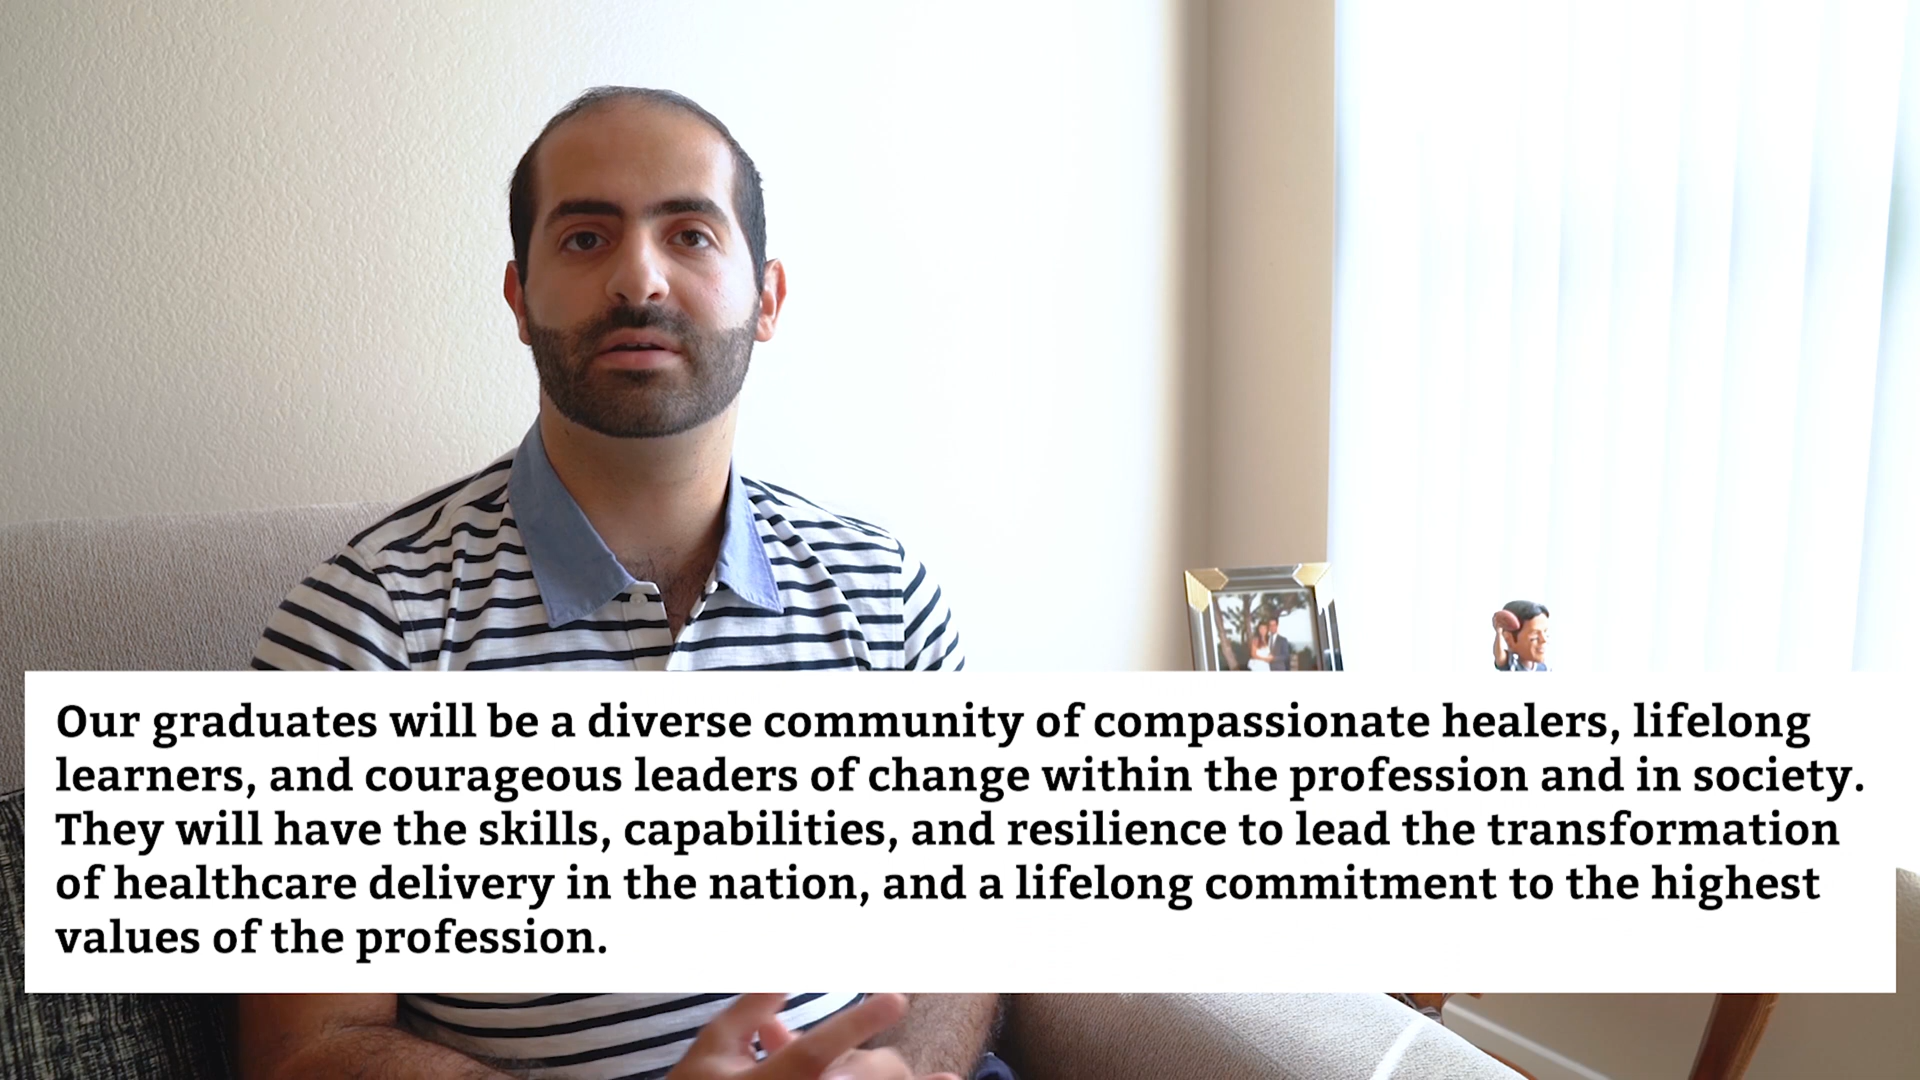 Our graduates will be a diverse community of compassionate healers, lifelong
learners, and courageous leaders of change within the profession and in society.
They will have the skills, capabilities, and resilience to lead the transformation
of healthcare delivery in the nation, and a lifelong commitment to the highest
values of the profession.